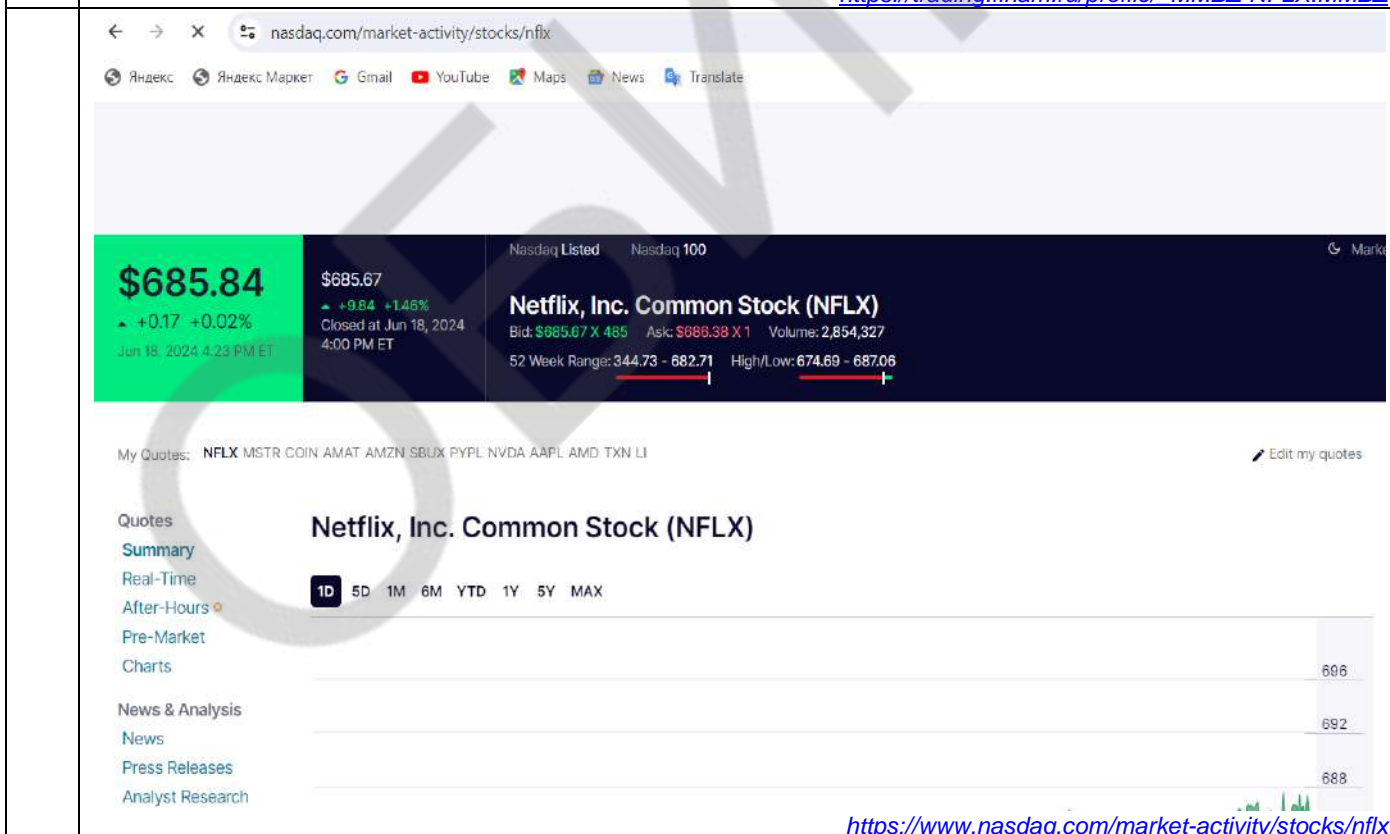 nasdaq.com/market-activity/stocks/nflx
Яндекс Яндекс Маркет Gmail YouTube Maps News Translate
Nasdaq Listed Nasdaq 100
$685.84
+0.17 +0.02%
Jun 18, 2024 4:23 PM ET
$685.67
+9.84 +1.46%
Closed at Jun 18, 2024
4:00 PM ET
Netflix, Inc. Common Stock (NFLX)
Bid: $685.67 X 485 Ask: $686.38 X 1 Volume: 2,854,327
52 Week Range: 344.73 - 682.71 High/Low: 674.69 - 687.06
My Quotes: NFLX MSTR COIN AMAT AMZN SBUX PYPL NVDA AAPL AMD TXN LI
Edit my quotes
Quotes
Summary
Real-Time
After-Hours
Pre-Market
Charts
News & Analysis
News
Press Releases
Analyst Research
Netflix, Inc. Common Stock (NFLX)
1D 5D 1M 6M YTD 1Y 5Y MAX
696
692
688
https://www.nasdaq.com/market-activity/stocks/nflx